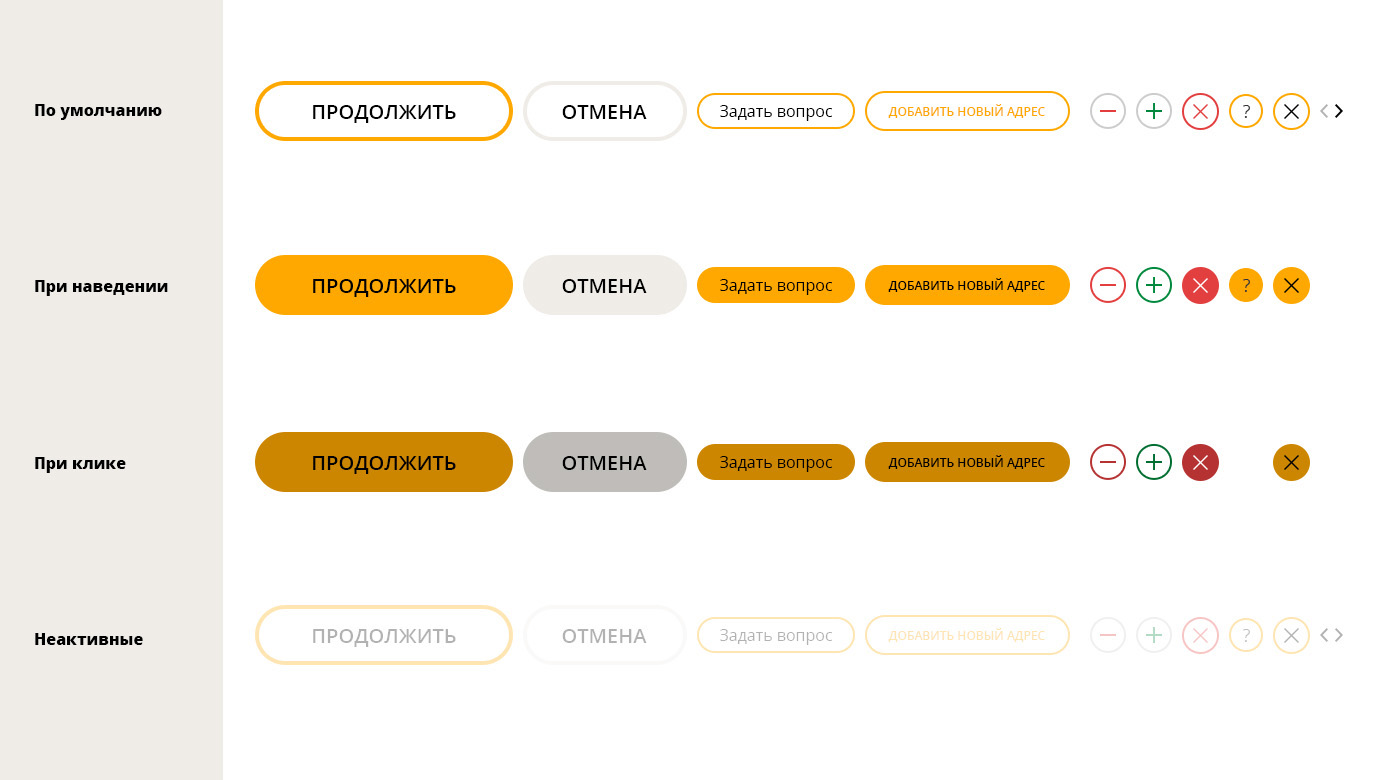 По умолчанию ПРОДОЛЖИТЬ ОТМЕНА Задать вопрос ДОБАВИТЬ НОВЫЙ АДРЕС ?
При наведении ПРОДОЛЖИТЬ ОТМЕНА Задать вопрос ДОБАВИТЬ НОВЫЙ АДРЕС ?
При клике ПРОДОЛЖИТЬ ОТМЕНА Задать вопрос ДОБАВИТЬ НОВЫЙ АДРЕС
Неактивные ПРОДОЛЖИТЬ ОТМЕНА Задать вопрос ДОБАВИТЬ НОВЫЙ АДРЕС ?